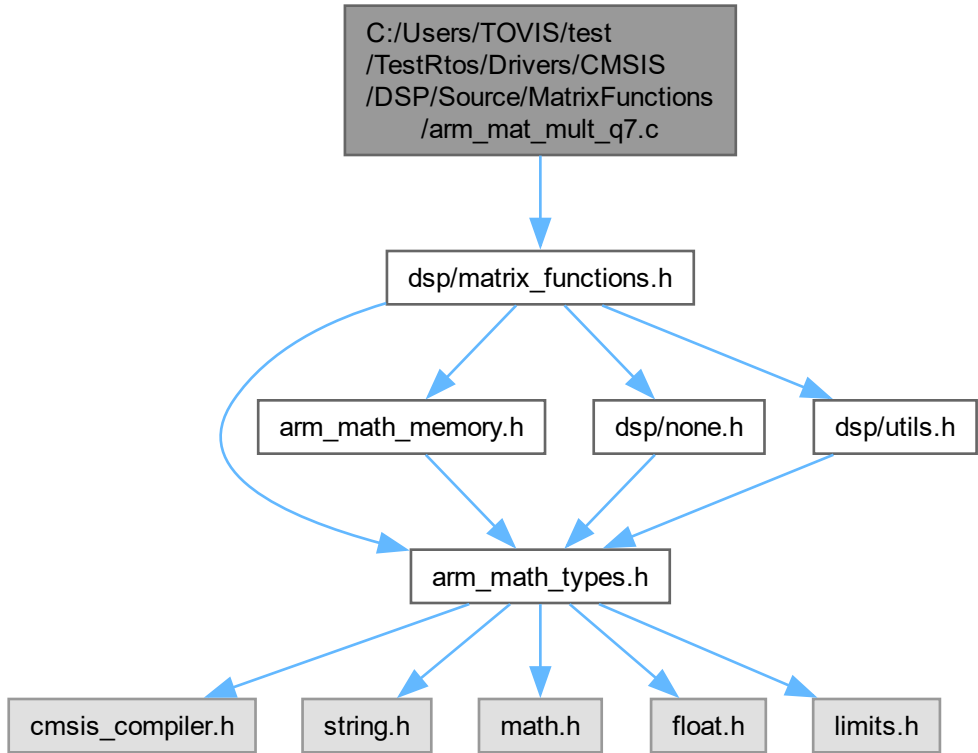 C:/Users/TOVIS/test
/TestRtos/Drivers/CMSIS
/DSP/Source/MatrixFunctions
/arm_mat_mult_q7.c
dsp/matrix_functions.h
arm_math_memory.h
dsp/none.h
dsp/utils.h
arm_math_types.h
cmsis_compiler.h
string.h
math.h
float.h
limits.h